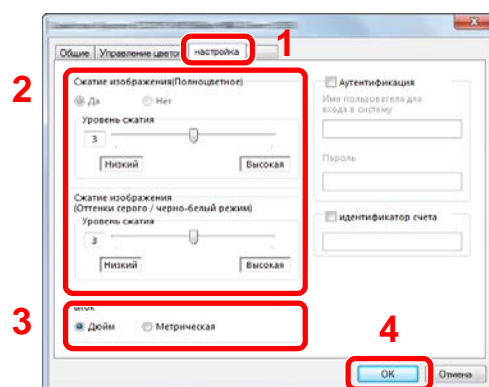 1
Общие Управление цветом настройка
2
Сжатие изображения(Полноцветное)
Да Нет
Уровень сжатия
3
Низкий Высокая
Сжатие изображения
(Оттенки серого / черно-белый режим)
Уровень сжатия
3
Низкий Высокая
Аутентификация
Имя пользователя для
входа в систему
Пароль
идентификатор счета
3
Дюйм Метрическая
4
OK Отмена